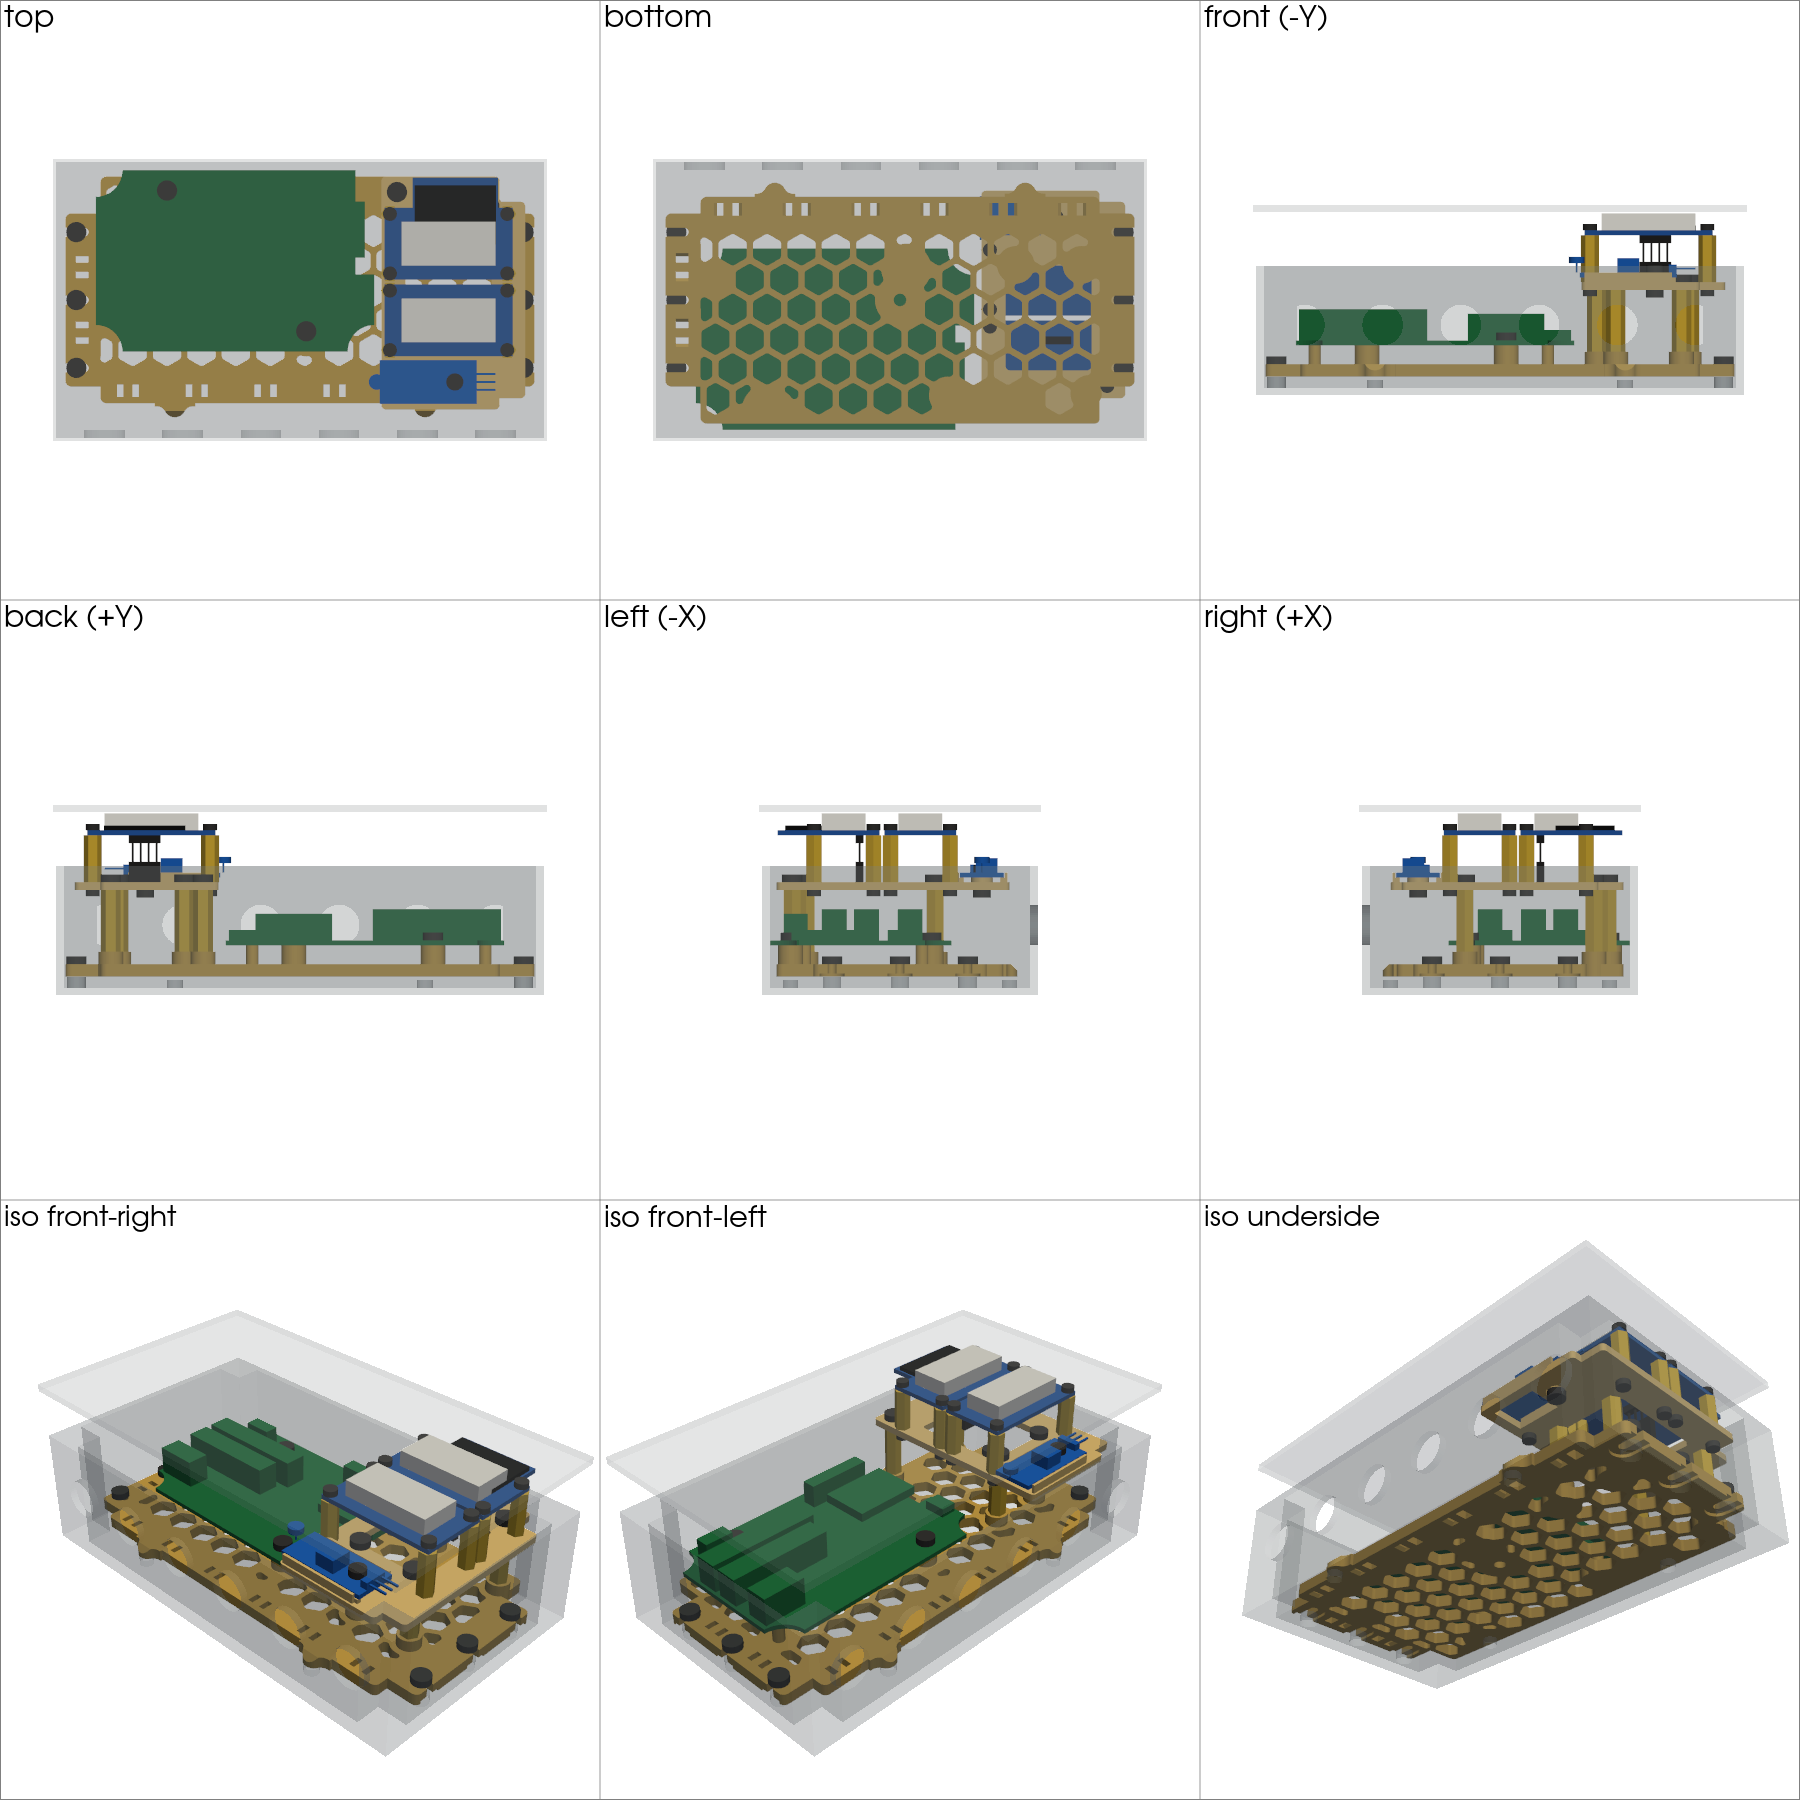 top
bottom
front (-Y)
back (+Y)
left (-X)
right (+X)
iso front-right
iso front-left
iso underside